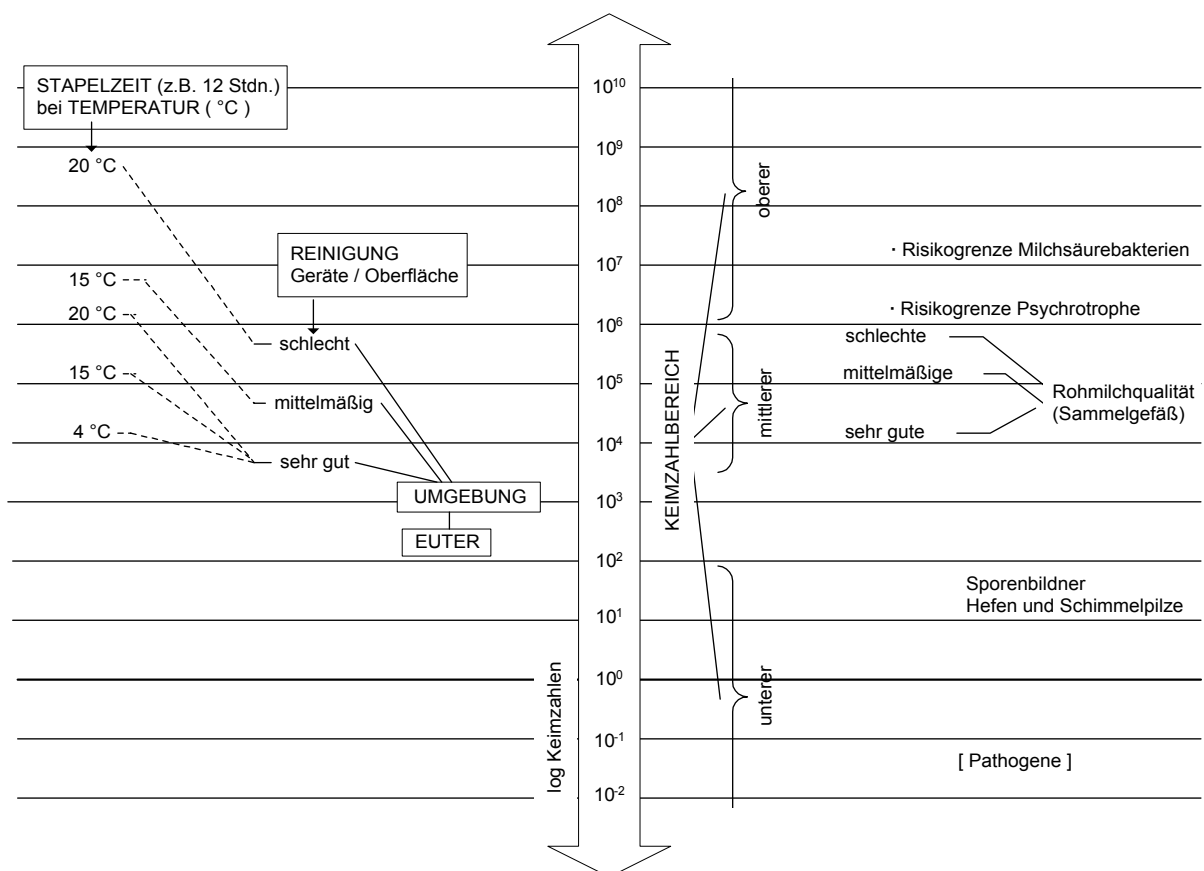 STAPELZEIT (z.B. 12 Stdn.)
bei TEMPERATUR ( °C )
20 °C
15 °C
20 °C
15 °C
4 °C
REINIGUNG
Geräte / Oberfläche
schlecht
mittelmäßig
sehr gut
UMGEBUNG
EUTER
log Keimzahlen
10¹⁰
10⁹
10⁸
10⁷
10⁶
10⁵
10⁴
10³
10²
10¹
10⁰
10⁻¹
10⁻²
KEIMZAHLBEREICH
oberer
mittlerer
unterer
· Risikogrenze Milchsäurebakterien
· Risikogrenze Psychrotrophe
schlechte
mittelmäßige
sehr gute
Rohmilchqualität
(Sammelgefäß)
Sporenbildner
Hefen und Schimmelpilze
[ Pathogene ]